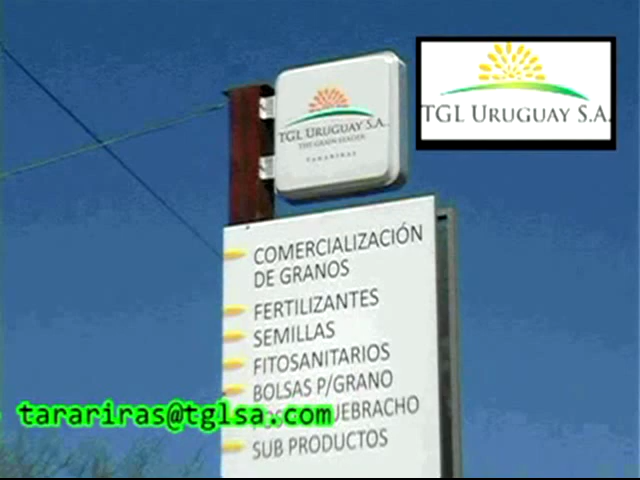 TGL URUGUAY S.A.
TGL URUGUAY S.A.
THE GRAIN LEADER
TARARIRAS
COMERCIALIZACIÓN
DE GRANOS
FERTILIZANTES
SEMILLAS
FITOSANITARIOS
BOLSAS P/GRANO
tarariras@tglsa.com
SUB PRODUCTOS